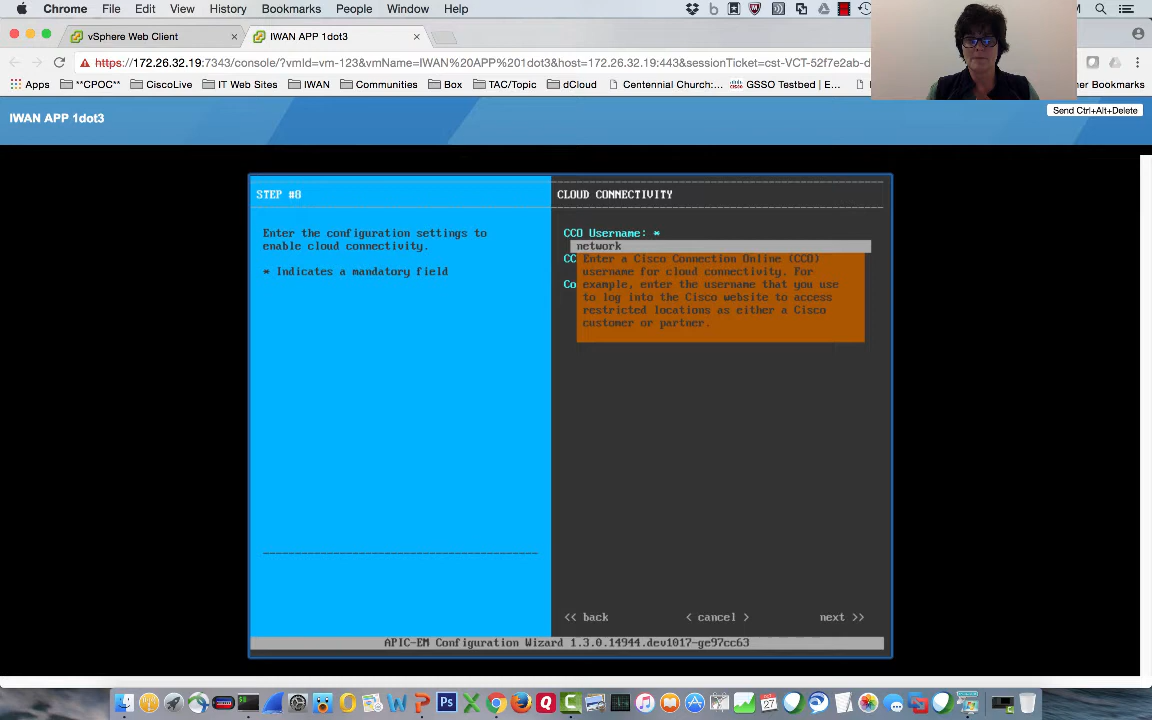 Chrome File Edit View History Bookmarks People Window Help
vSphere Web Client
IWAN APP 1dot3
https://172.26.32.19:7343/console/?vmId=vm-123&vmName=IWAN%20APP%201dot3&host=172.26.32.19:443&sessionTicket=cst-VCT-52f7e2ab-d
Apps *CPOC* CiscoLive IT Web Sites IWAN Communities Box TAC/Topic dCloud Centennial Church:... GSSO Testbed | E... er Bookmarks
IWAN APP 1dot3
Send Ctrl+Alt+Delete
STEP #8
Enter the configuration settings to
enable cloud connectivity.
* Indicates a mandatory field
CLOUD CONNECTIVITY
CCO Username: *
network
CC
Co
Enter a Cisco Connection Online (CCO)
username for cloud connectivity. For
example, enter the username that you use
to log into the Cisco website to access
restricted locations as either a Cisco
customer or partner.
<< back < cancel > next >>
APIC-EM Configuration Wizard 1.3.0.14944.dev1017-ge97cc63